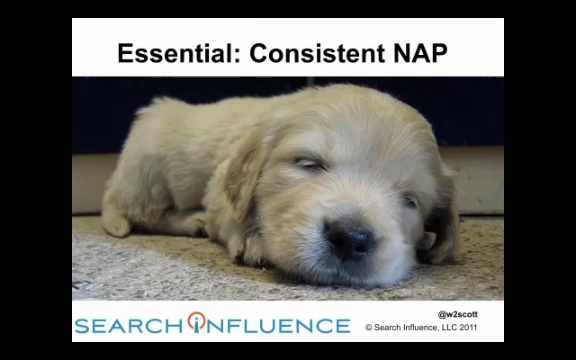 Essential: Consistent NAP
@w2scott
SEARCH INFLUENCE
© Search Influence, LLC 2011